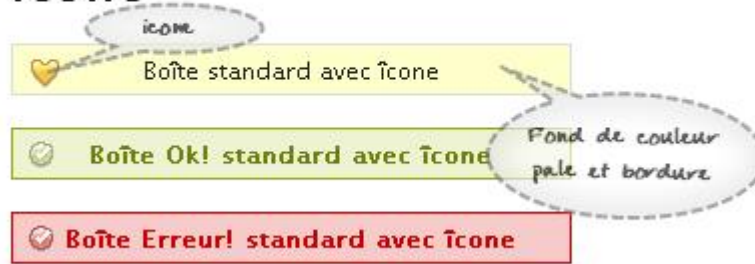 icone
Boîte standard avec îcone
Boîte Ok! standard avec îcone
Fond de couleur
pale et bordure
Boîte Erreur! standard avec îcone